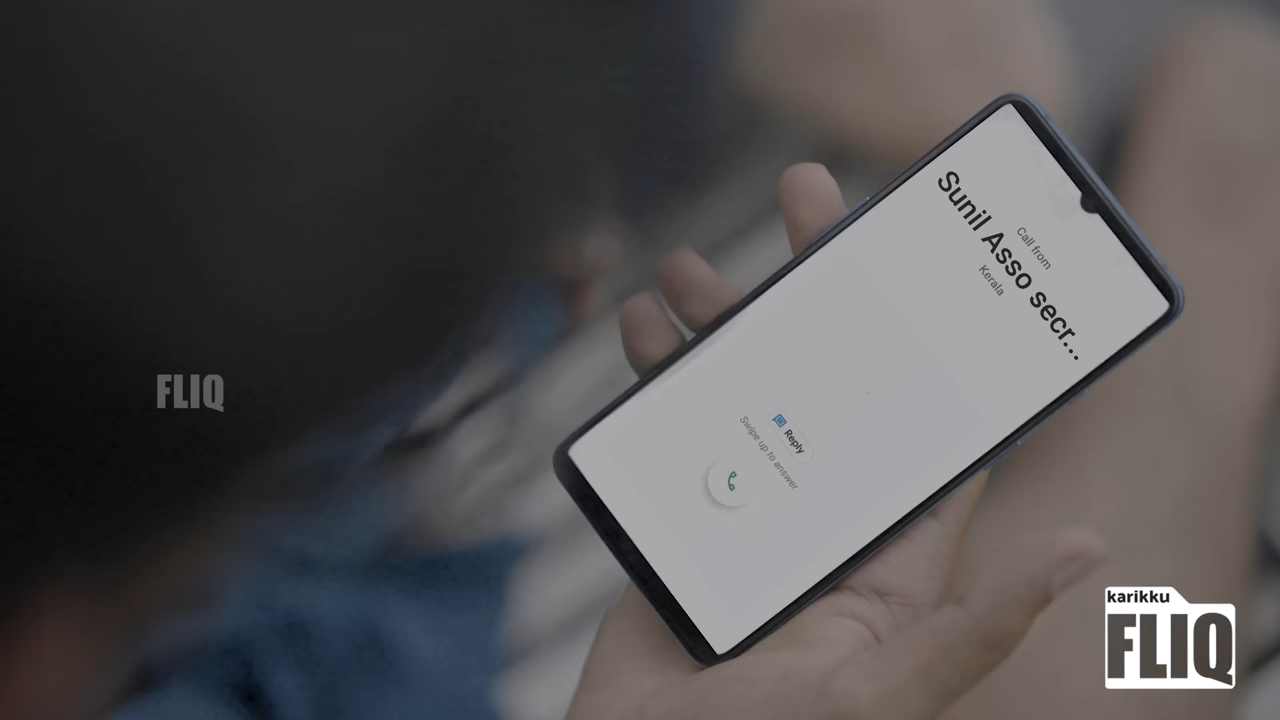 Call from
Sunil Asso secr...
Kerala
Reply
Swipe up to answer
FLIQ
karikku
FLIQ